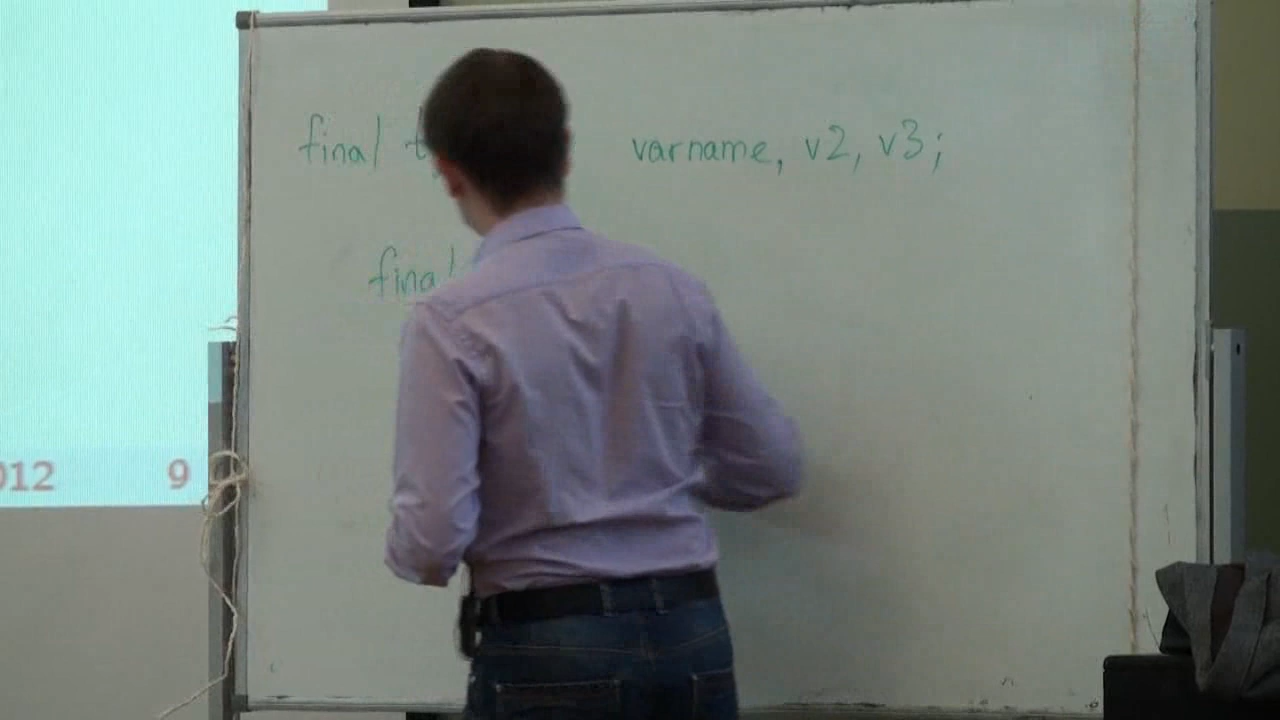 final varname, v2, v3;
final
012 9